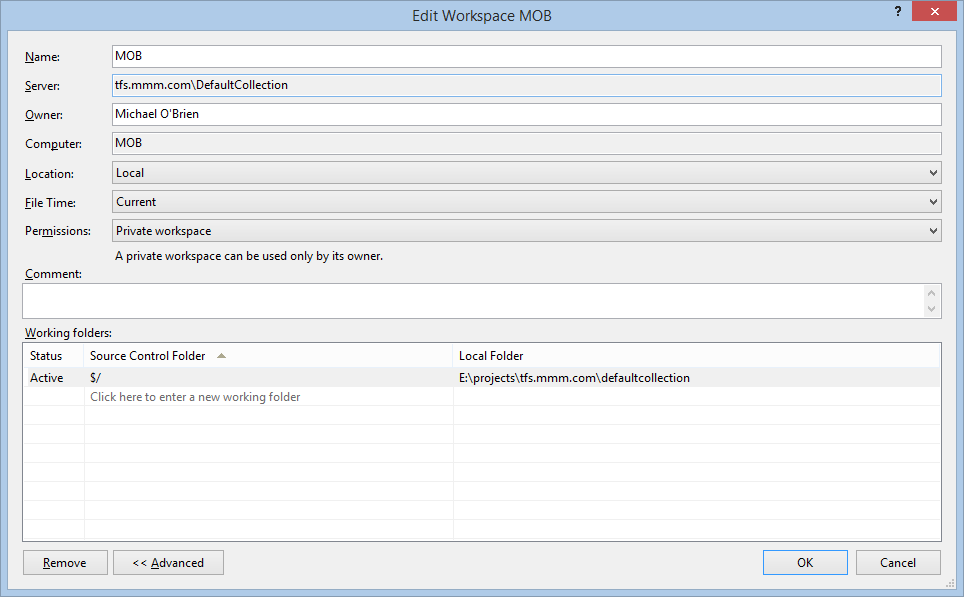 Edit Workspace MOB
? ×
Name: MOB
Server: tfs.mmm.com\DefaultCollection
Owner: Michael O'Brien
Computer: MOB
Location: Local
File Time: Current
Permissions: Private workspace
A private workspace can be used only by its owner.
Comment:
Working folders:
Status Source Control Folder Local Folder
Active $/ E:\projects\tfs.mmm.com\defaultcollection
Click here to enter a new working folder
Remove << Advanced OK Cancel